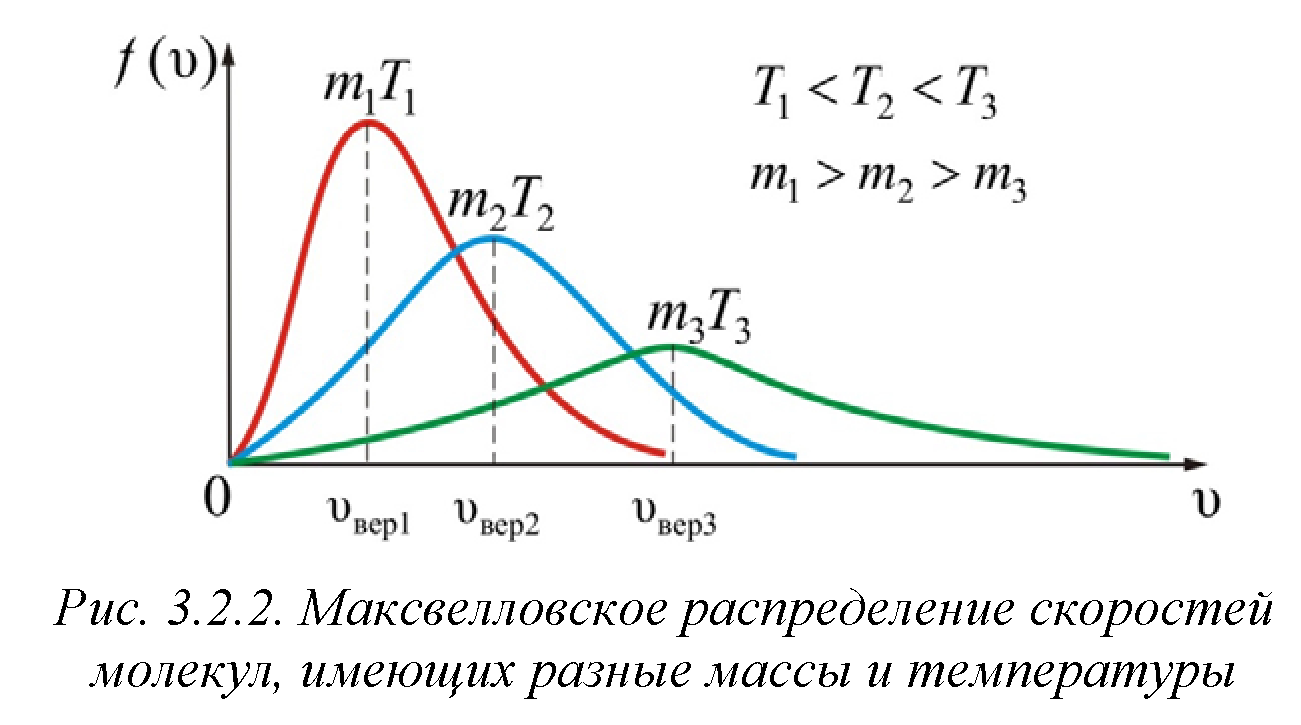 f (υ)
m₁T₁
T₁ < T₂ < T₃
m₁ > m₂ > m₃
m₂T₂
m₃T₃
0
υвер1
υвер2
υвер3
υ
Рис. 3.2.2. Максвелловское распределение скоростей
молекул, имеющих разные массы и температуры